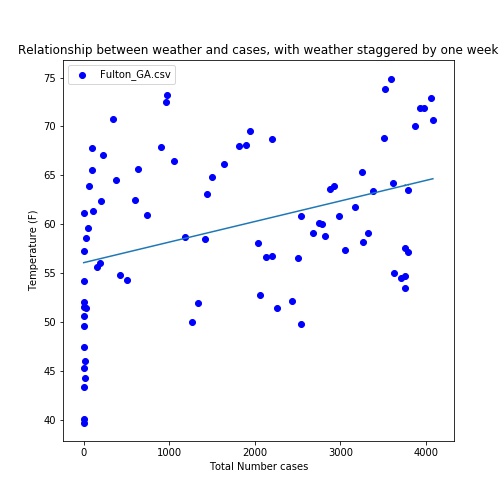 Relationship between weather and cases, with weather staggered by one week
Fulton_GA.csv
75
70
65
60
55
50
45
40
Temperature (F)
0 1000 2000 3000 4000
Total Number cases